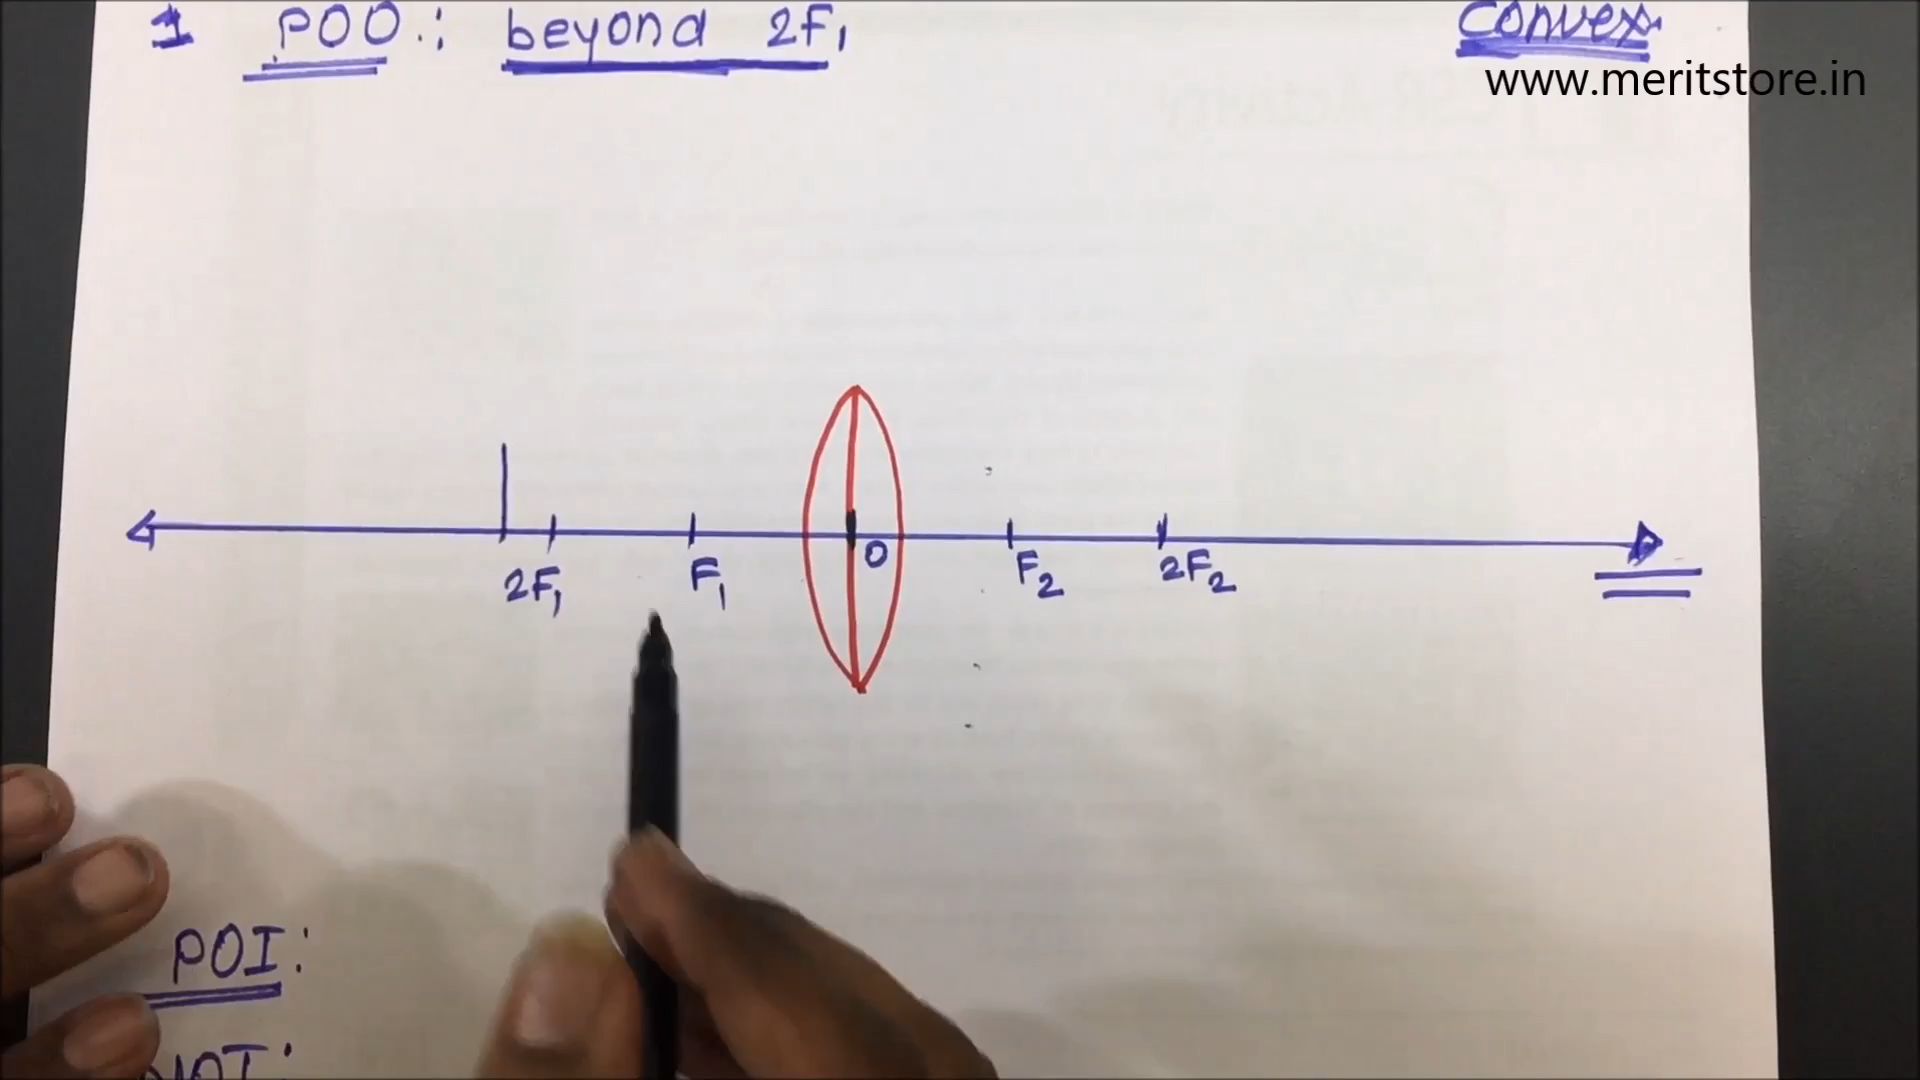 1 POO.: beyond 2F₁
Convex
www.meritstore.in
2F₁ F₁ O F₂ 2F₂
POI: